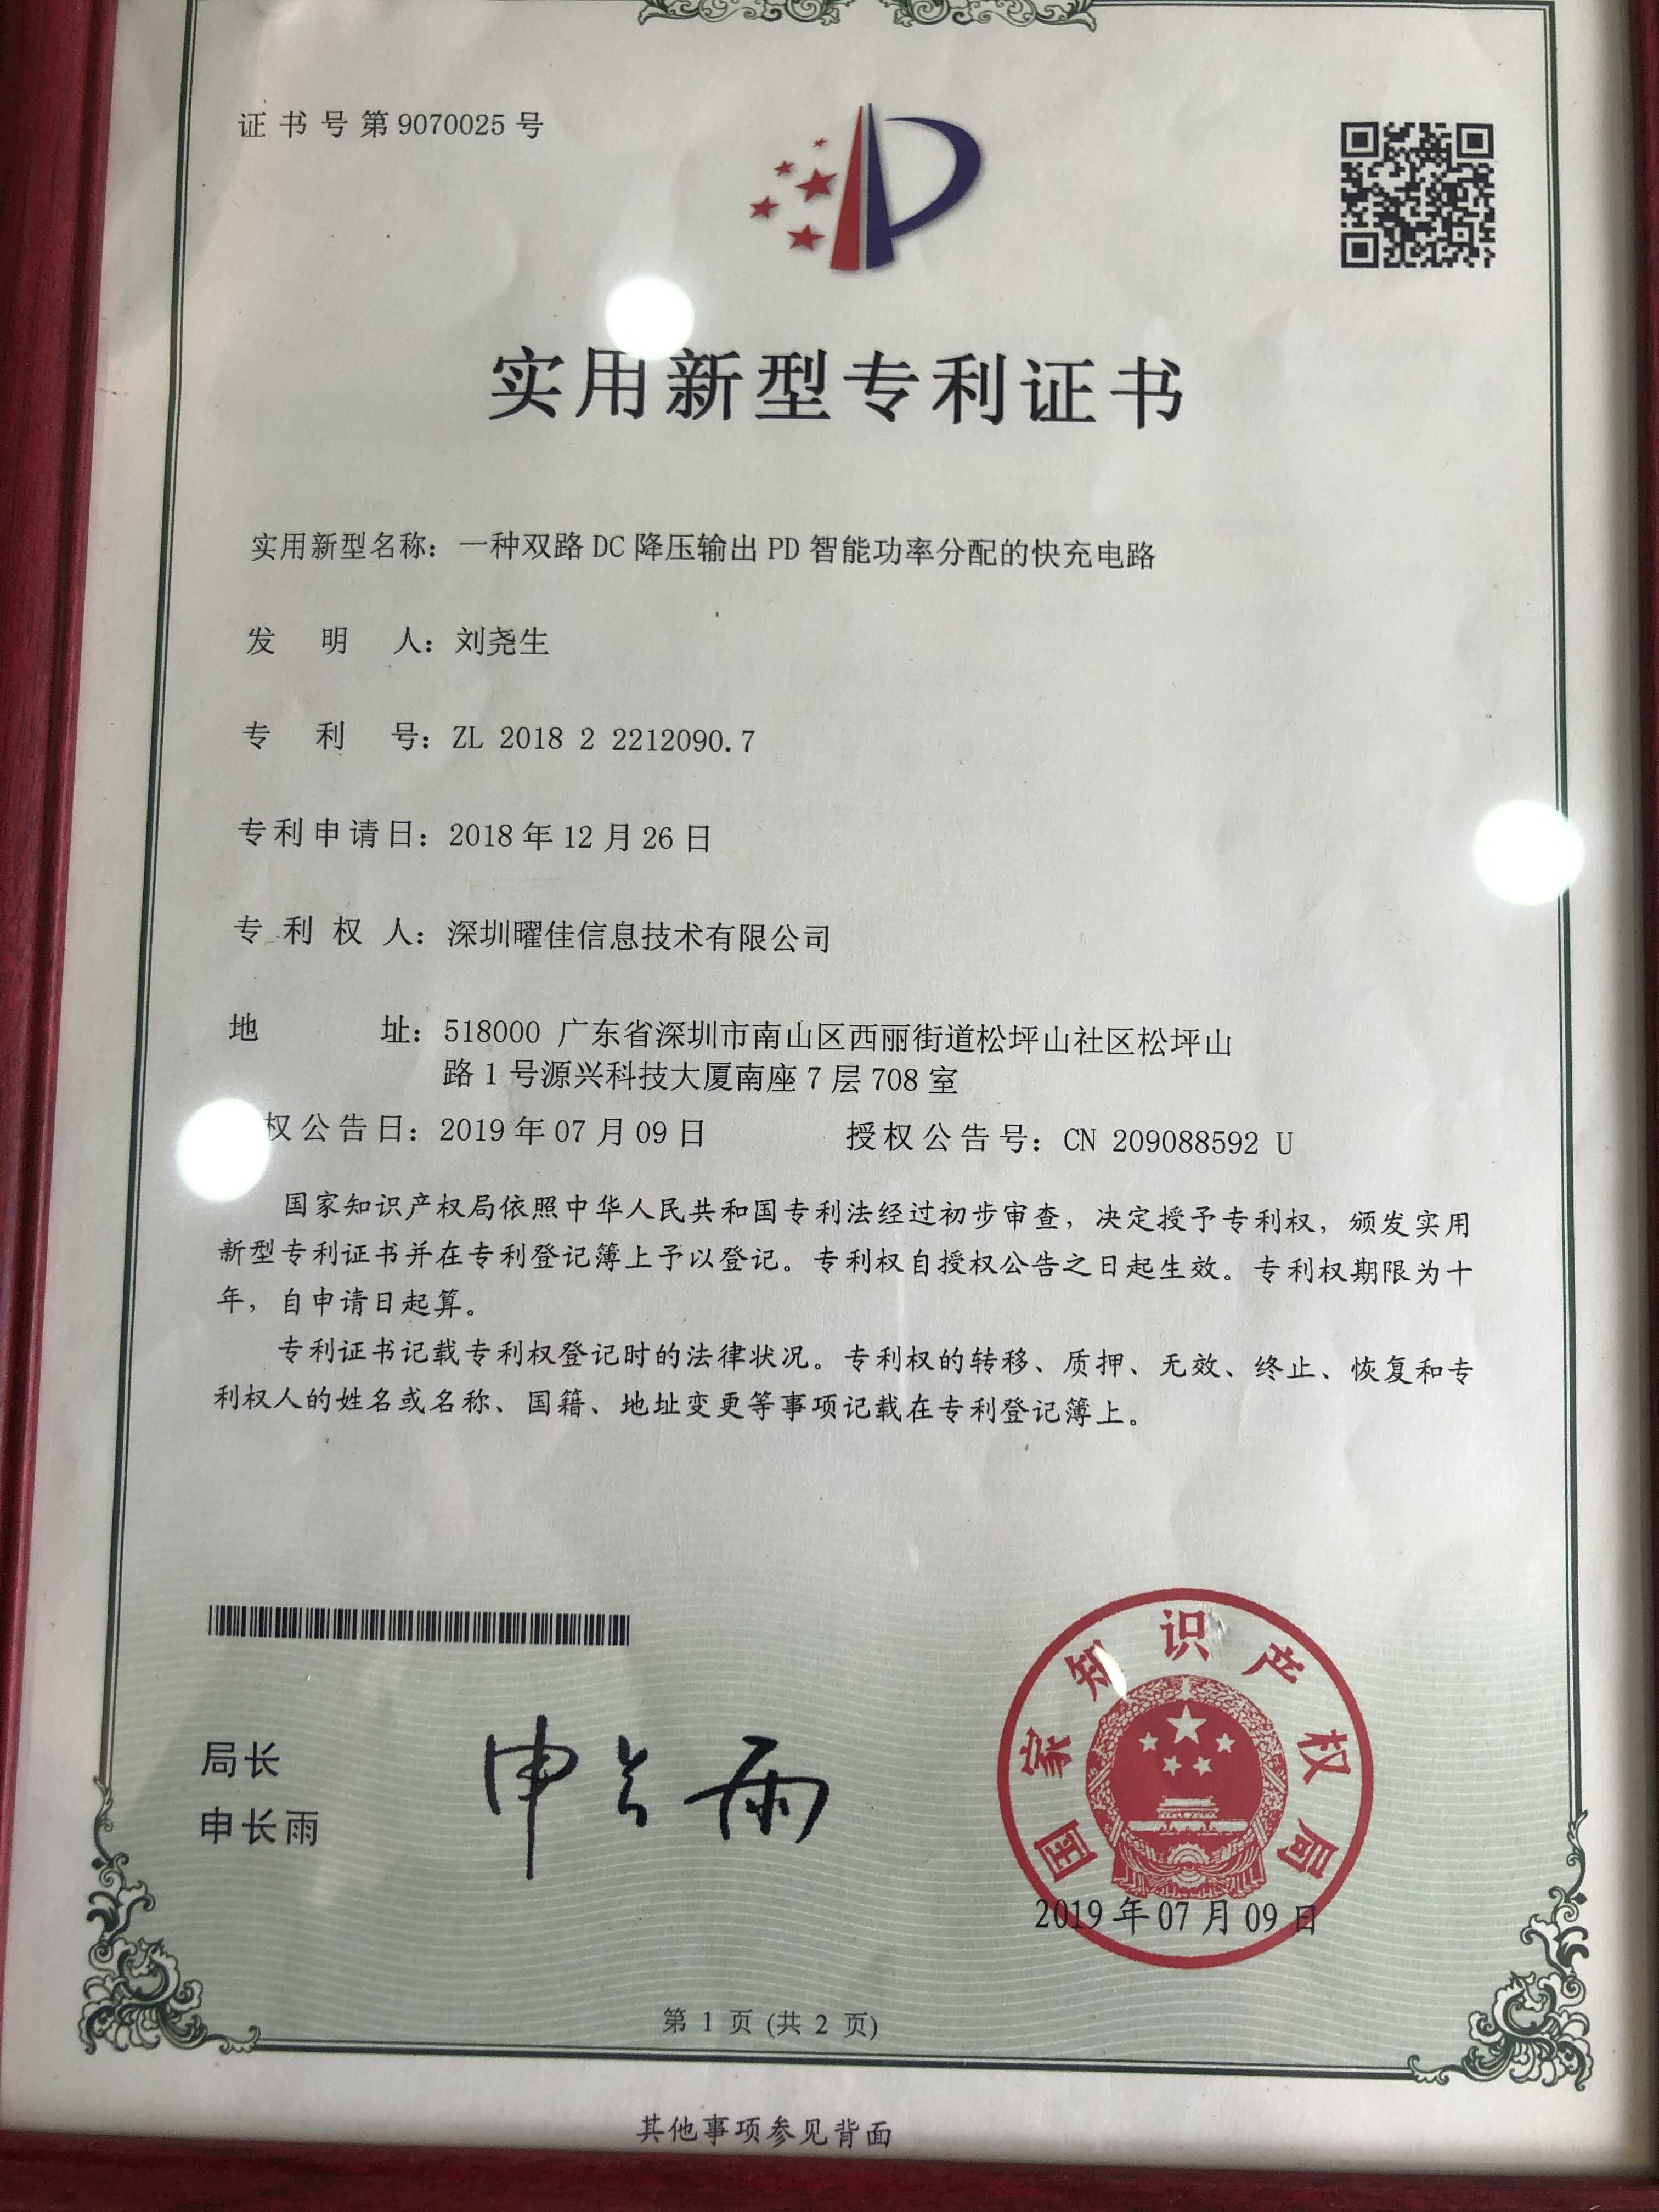 证书号第9070025号
实用新型专利证书
实用新型名称：一种双路DC降压输出PD智能功率分配的快充电路
发明人：刘尧生
专利号：ZL 2018 2 2212090.7
专利申请日：2018年12月26日
专利权人：深圳曜佳信息技术有限公司
地址：518000 广东省深圳市南山区西丽街道松坪山社区松坪山
路1号源兴科技大厦南座7层708室
权公告日：2019年07月09日 授权公告号：CN 209088592 U
国家知识产权局依照中华人民共和国专利法经过初步审查，决定授予专利权，颁发实用
新型专利证书并在专利登记簿上予以登记。专利权自授权公告之日起生效。专利权期限为十
年，自申请日起算。
专利证书记载专利权登记时的法律状况。专利权的转移、质押、无效、终止、恢复和专
利权人的姓名或名称、国籍、地址变更等事项记载在专利登记簿上。
局长
申长雨
申长雨
国家知识产权局
2019年07月09日
第 1 页 (共 2 页)
其他事项参见背面